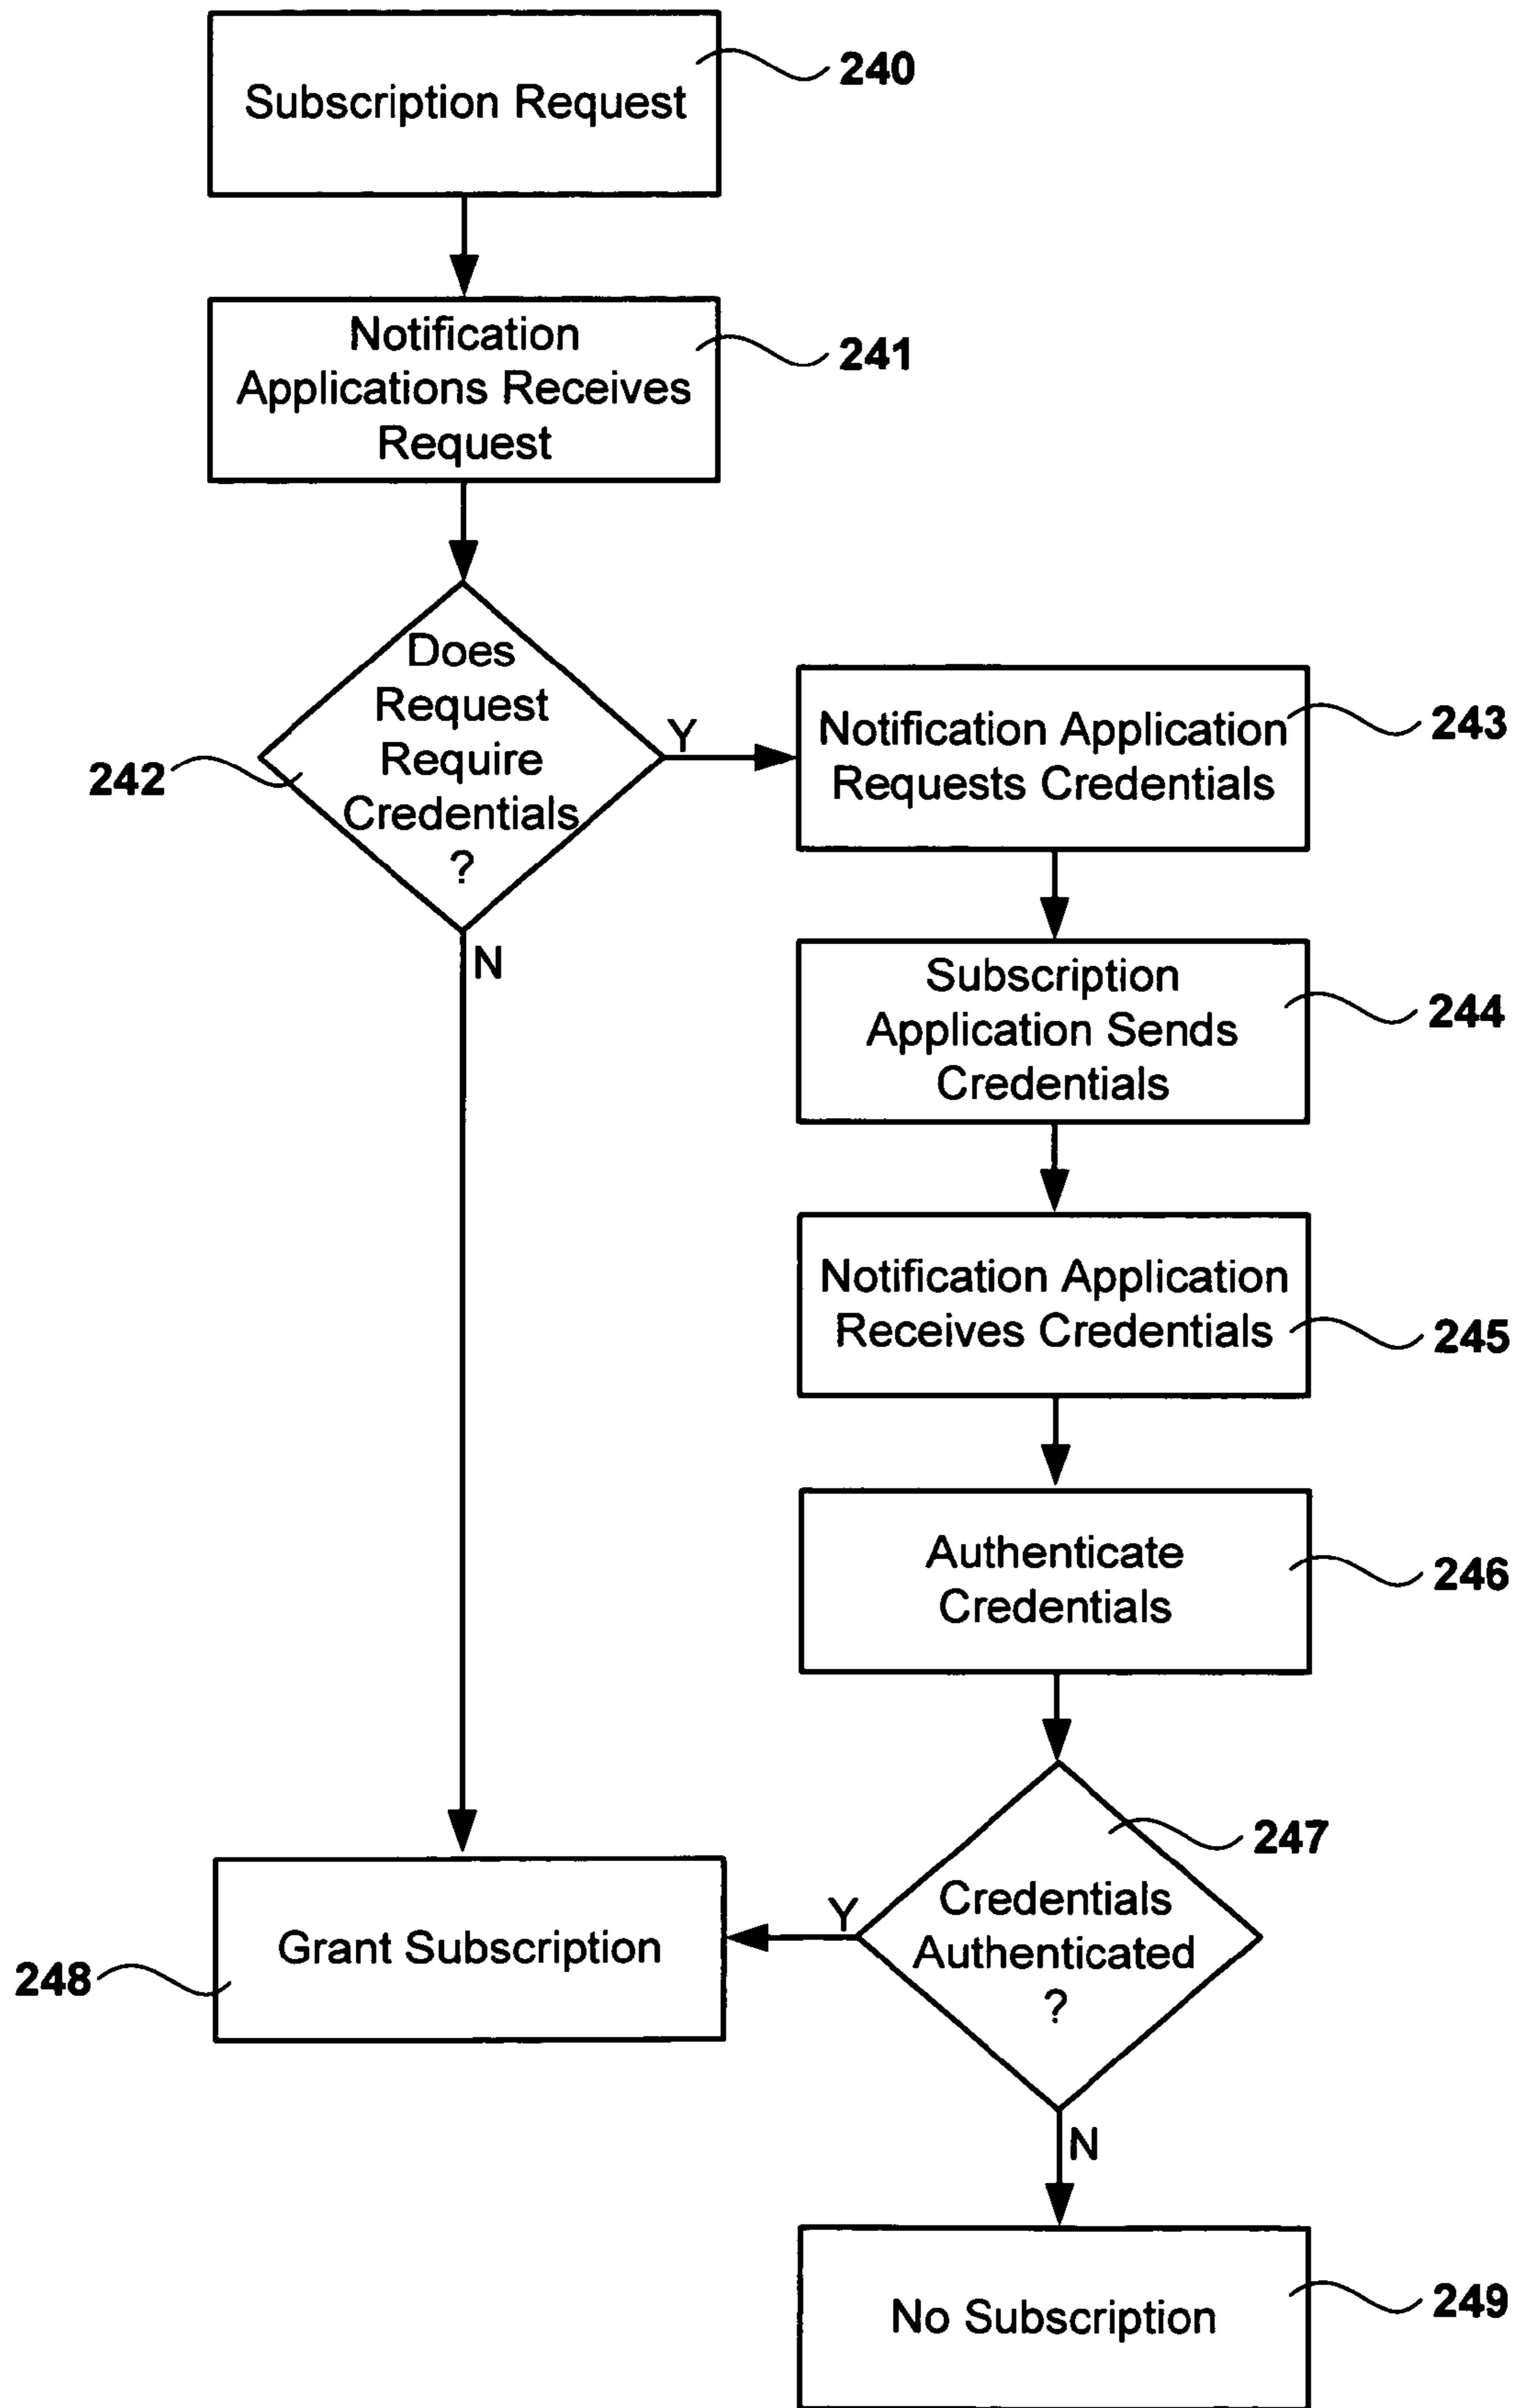 Subscription Request
240
Notification
Applications Receives
Request
241
Does
Request
Require
Credentials
?
242
Y
N
Notification Application
Requests Credentials
243
Subscription
Application Sends
Credentials
244
Notification Application
Receives Credentials
245
Authenticate
Credentials
246
247
Credentials
Authenticated
?
Y
N
Grant Subscription
248
No Subscription
249